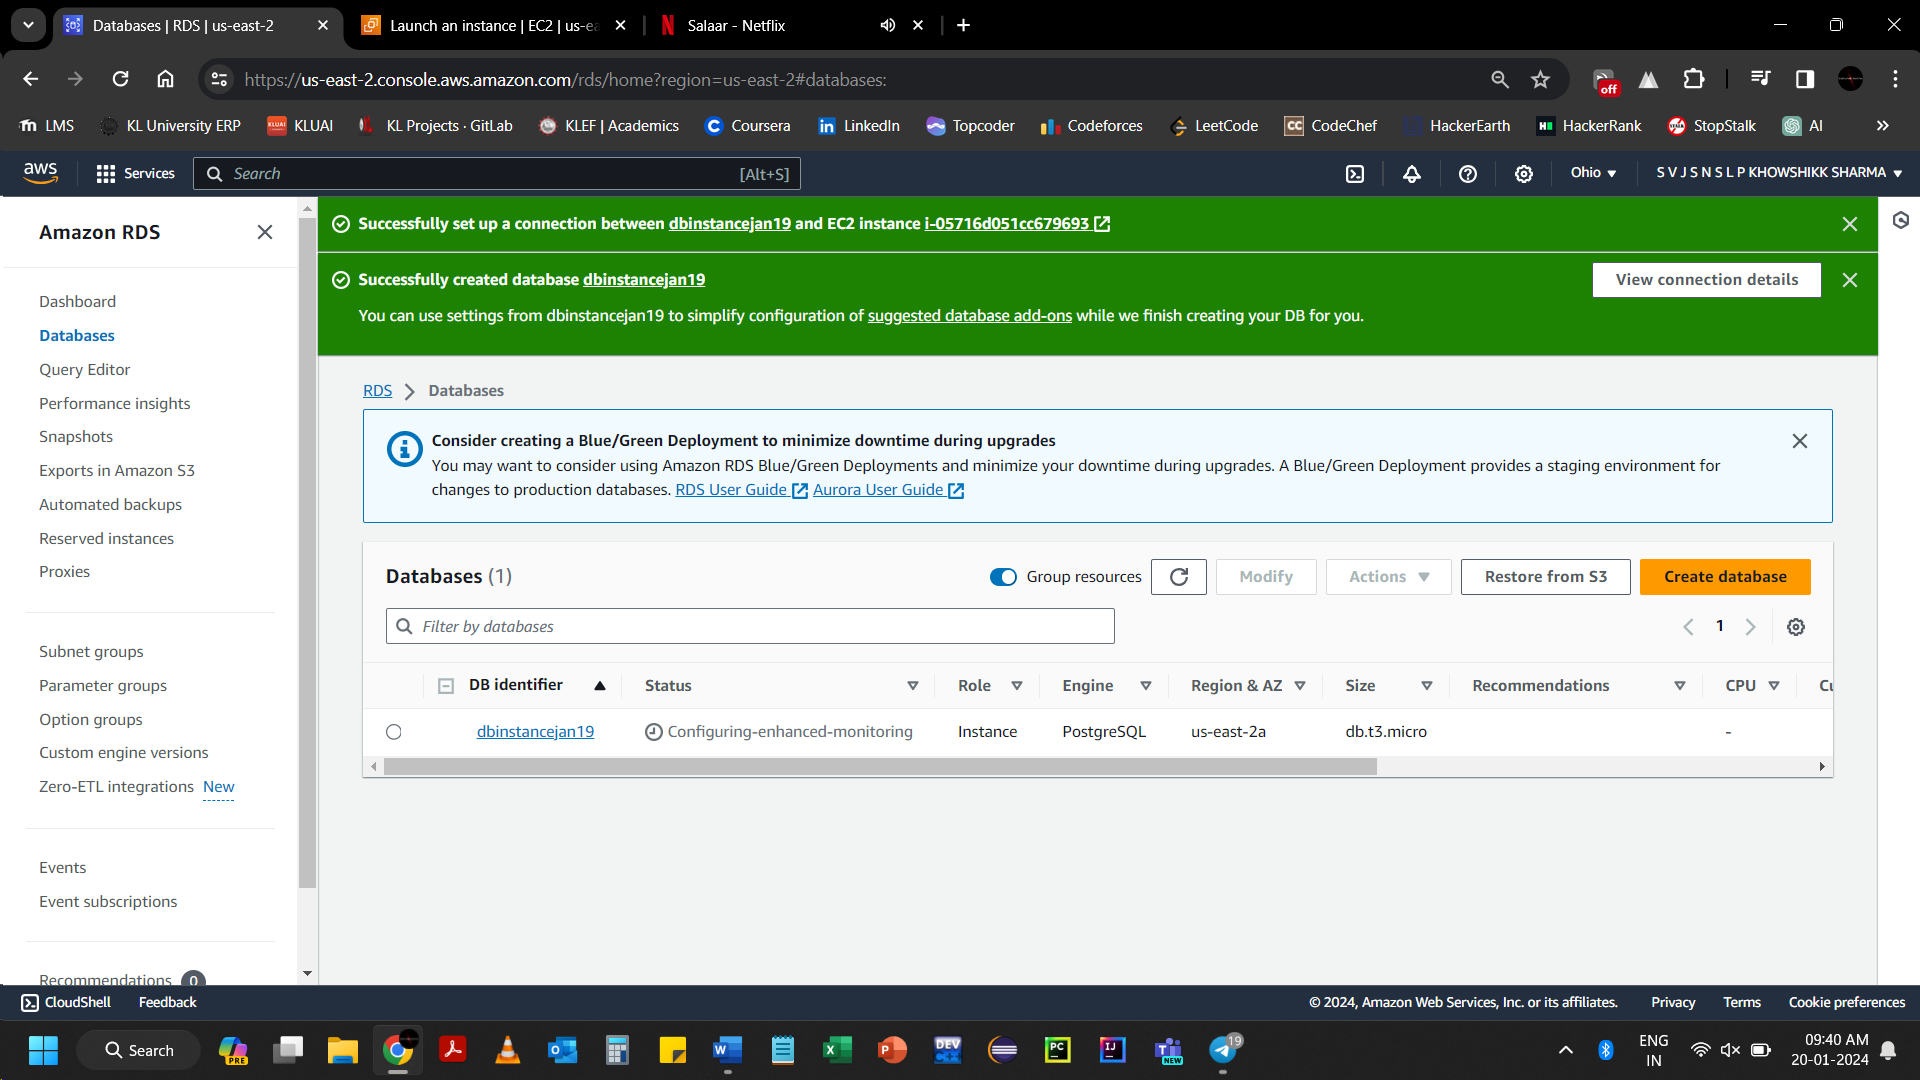 Databases | RDS | us-east-2
Launch an instance | EC2 | us-ea
Salaar - Netflix
https://us-east-2.console.aws.amazon.com/rds/home?region=us-east-2#databases:
off
LMS
KL University ERP
KLUAI
KL Projects · GitLab
KLEF | Academics
Coursera
LinkedIn
Topcoder
Codeforces
LeetCode
CodeChef
HackerEarth
HackerRank
StopStalk
AI
aws
Services
Search
[Alt+S]
Ohio
S V J S N S L P KHOWSHIKK SHARMA
Amazon RDS
Dashboard
Databases
Query Editor
Performance insights
Snapshots
Exports in Amazon S3
Automated backups
Reserved instances
Proxies
Subnet groups
Parameter groups
Option groups
Custom engine versions
Zero-ETL integrations New
Events
Event subscriptions
Recommendations 0
Successfully set up a connection between dbinstancejan19 and EC2 instance i-05716d051cc679693
Successfully created database dbinstancejan19
View connection details
You can use settings from dbinstancejan19 to simplify configuration of suggested database add-ons while we finish creating your DB for you.
RDS > Databases
Consider creating a Blue/Green Deployment to minimize downtime during upgrades
You may want to consider using Amazon RDS Blue/Green Deployments and minimize your downtime during upgrades. A Blue/Green Deployment provides a staging environment for
changes to production databases. RDS User Guide Aurora User Guide
Databases (1)
Group resources
Modify
Actions
Restore from S3
Create database
Filter by databases
1
DB identifier
Status
Role
Engine
Region & AZ
Size
Recommendations
CPU
Cu
dbinstancejan19
Configuring-enhanced-monitoring
Instance
PostgreSQL
us-east-2a
db.t3.micro
-
CloudShell
Feedback
© 2024, Amazon Web Services, Inc. or its affiliates.
Privacy
Terms
Cookie preferences
Search
PRE
DEV
C++
PC
IJ
NEW
19
ENG
IN
09:40 AM
20-01-2024